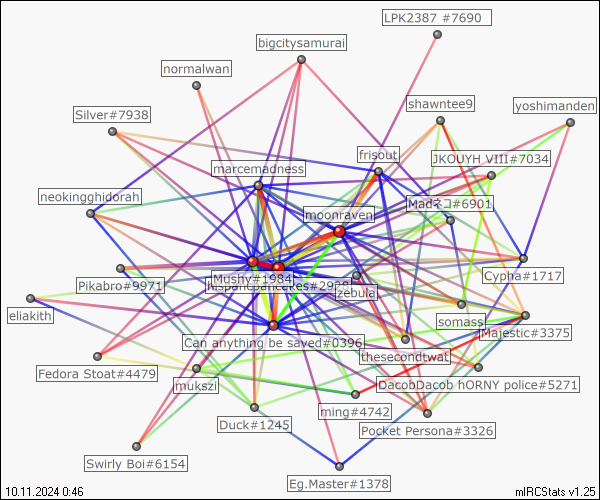 LPK2387 #7690
bigcitysamurai
normalwan
shawntee9
yoshimanden
Silver#7938
frisout
JKOUYH VIII#7034
marcemadness
neokingghidorah
Madネコ#6901
moonraven
Cypha#1717
Pikabro#9971
Mushy#1984
zebula
eliakith
somass
Majestic#3375
Can anything be saved#0396
thesecondtwat
Fedora Stoat#4479
mukszi
DacobDacob hORNY police#5271
ming#4742
Duck#1245
Pocket Persona#3326
Swirly Boi#6154
Eg.Master#1378
10.11.2024 0:46
mIRCStats v1.25